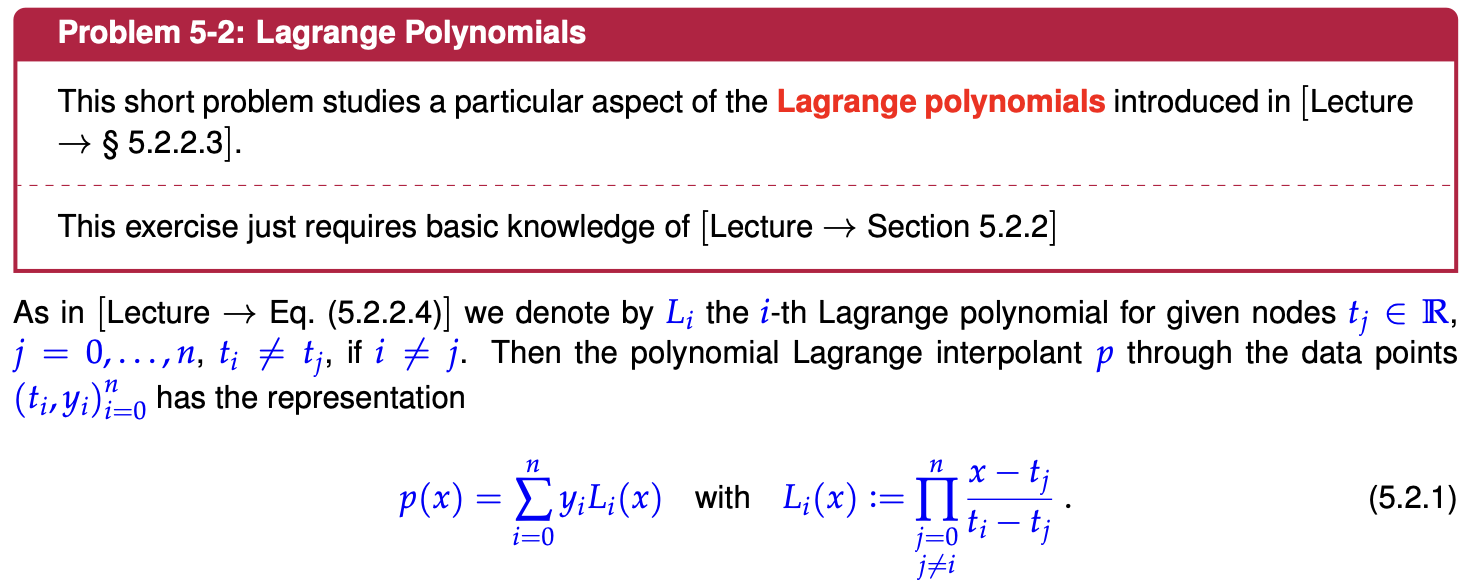 Problem 5-2: Lagrange Polynomials
This short problem studies a particular aspect of the Lagrange polynomials introduced in [Lecture
→ § 5.2.2.3].
This exercise just requires basic knowledge of [Lecture → Section 5.2.2]
As in [Lecture → Eq. (5.2.2.4)] we denote by $L_i$ the $i$-th Lagrange polynomial for given nodes $t_j \in \mathbb{R}$,
$j = 0, \ldots, n$, $t_i \neq t_j$, if $i \neq j$. Then the polynomial Lagrange interpolant $p$ through the data points
$(t_i, y_i)_{i=0}^{n}$ has the representation
$p(x) = \sum_{i=0}^{n} y_i L_i(x)$ with $L_i(x) := \prod_{\substack{j=0 \\ j \neq i}}^{n} \frac{x - t_j}{t_i - t_j}$ . (5.2.1)